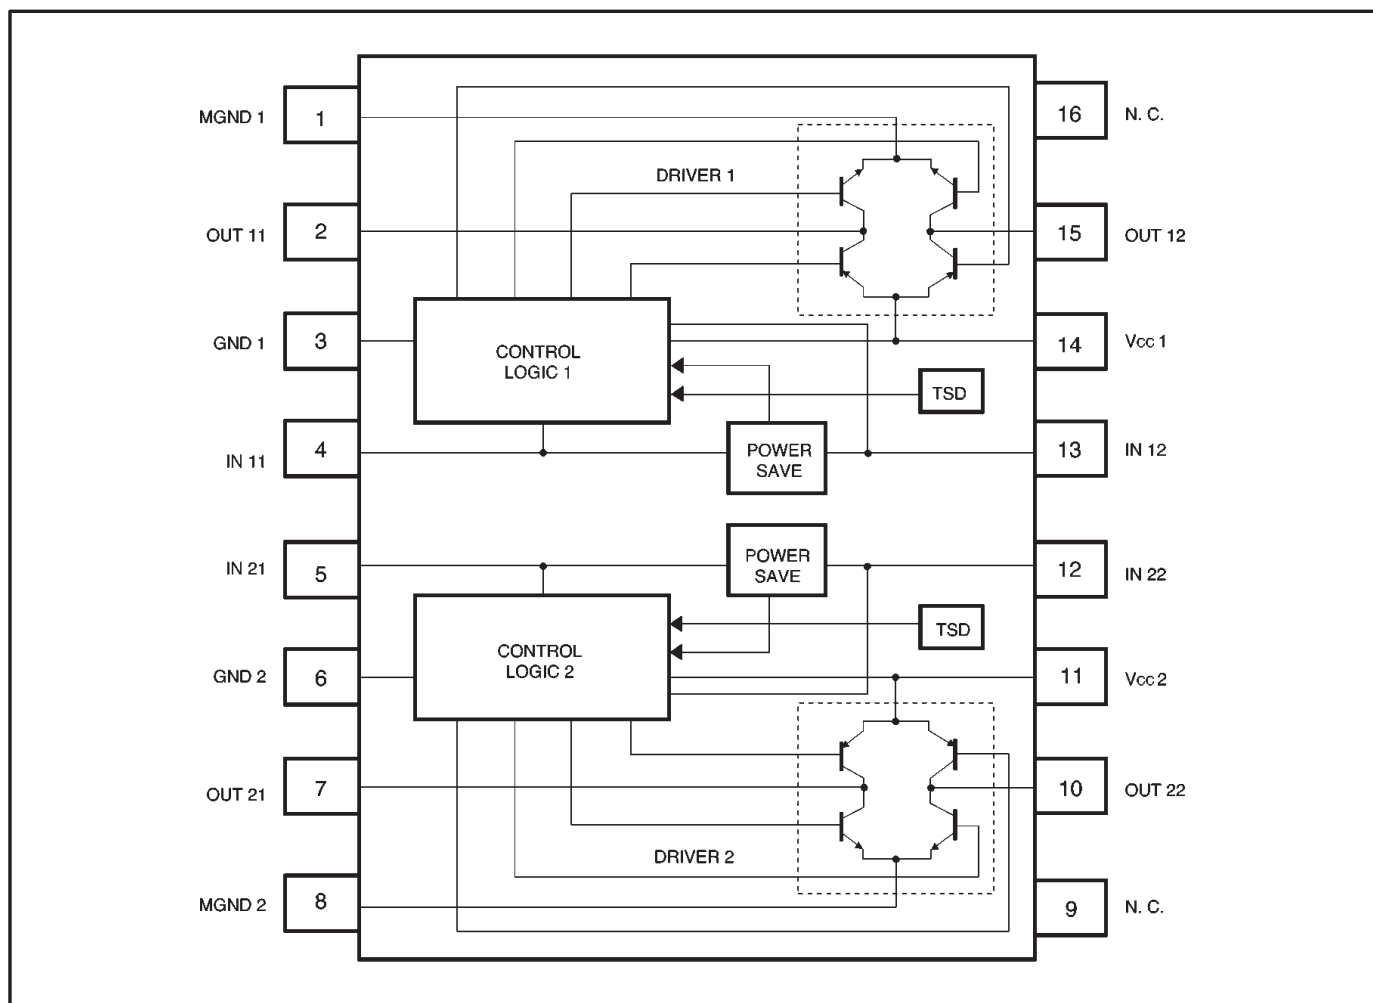 MGND 1
1
16
N. C.
DRIVER 1
OUT 11
2
15
OUT 12
GND 1
3
CONTROL
LOGIC 1
14
Vcc 1
TSD
IN 11
4
POWER
SAVE
13
IN 12
IN 21
5
POWER
SAVE
12
IN 22
TSD
GND 2
6
CONTROL
LOGIC 2
11
Vcc 2
OUT 21
7
10
OUT 22
DRIVER 2
MGND 2
8
9
N. C.